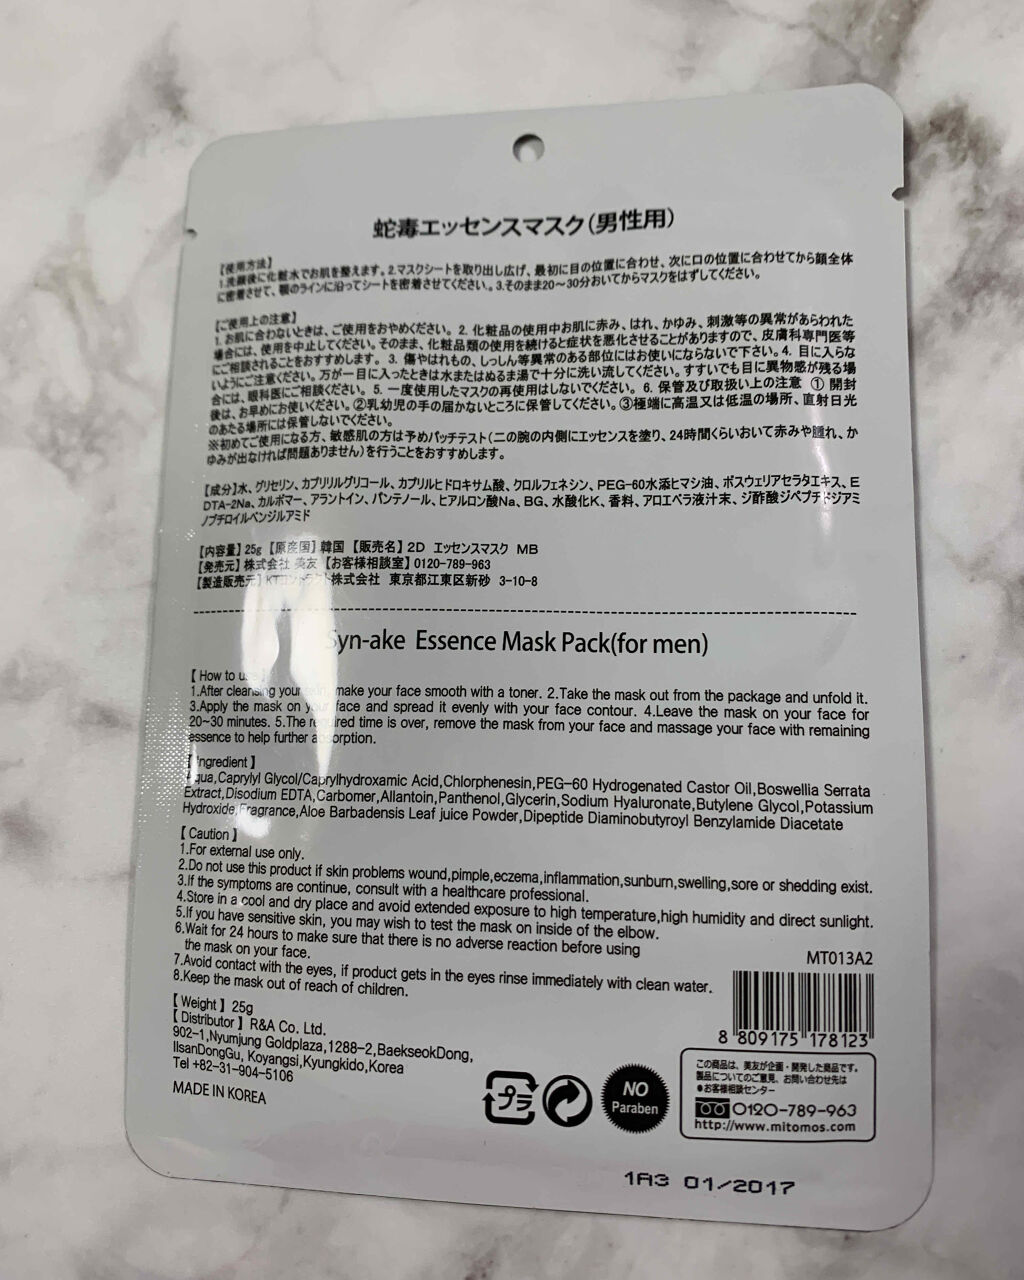 蛇毒エッセンスマスク(男性用)
【使用方法】
1.洗顔後に化粧水でお肌を整えます。2.マスクシートを取り出し広げ、最初に目の位置に合わせ、次に口の位置に合わせてから顔全体
に密着させて、顎のラインに沿ってシートを密着させてください。3.そのまま20〜30分おいてからマスクをはずしてください。
【ご使用上の注意】
1. お肌に合わないときは、ご使用をおやめください。 2. 化粧品の使用中お肌に赤み、はれ、かゆみ、刺激等の異常があらわれた
場合には、使用を中止してください。そのまま、化粧品類の使用を続けると症状を悪化させることがありますので、皮膚科専門医等
にご相談されることをおすすめします。 3. 傷やはれもの、しっしん等異常のある部位にはお使いにならないで下さい。4. 目に入らな
いようにご注意ください。万が一目に入ったときは水またはぬるま湯で十分に洗い流してください。すすいでも目に異物感が残る場
合には、眼科医にご相談ください。 5. 一度使用したマスクの再使用はしないでください。 6. 保管及び取扱い上の注意 ① 開封
後は、お早めにお使いください。②乳幼児の手の届かないところに保管してください。③極端に高温又は低温の場所、直射日光
のあたる場所には保管しないでください。
※初めてご使用になる方、敏感肌の方は予めパッチテスト(二の腕の内側にエッセンスを塗り、24時間くらいおいて赤みや腫れ、か
ゆみが出なければ問題ありません)を行うことをおすすめします。
【成分】水、グリセリン、カプリリルグリコール、カプリルヒドロキサム酸、クロルフェネシン、PEG-60水添ヒマシ油、ボスウェリアセラタエキス、E
DTA-2Na、カルボマー、アラントイン、パンテノール、ヒアルロン酸Na、BG、水酸化K、香料、アロエベラ液汁末、ジ酢酸ジペプチドジアミ
ノブチロイルベンジルアミド
【内容量】25g 【原産国】韓国 【販売名】2D エッセンスマスク MB
【発売元】株式会社 美友 【お客様相談室】0120-789-963
【製造販売元】KTコントラクト株式会社 東京都江東区新砂 3-10-8
Syn-ake Essence Mask Pack(for men)
【 How to use 】
1.After cleansing your skin, make your face smooth with a toner. 2.Take the mask out from the package and unfold it.
3.Apply the mask on your face and spread it evenly with your face contour. 4.Leave the mask on your face for
20~30 minutes. 5.The required time is over, remove the mask from your face and massage your face with remaining
essence to help further absorption.
【 Ingredient 】
Aqua,Caprylyl Glycol/Caprylhydroxamic Acid,Chlorphenesin,PEG-60 Hydrogenated Castor Oil,Boswellia Serrata
Extract,Disodium EDTA,Carbomer,Allantoin,Panthenol,Glycerin,Sodium Hyaluronate,Butylene Glycol,Potassium
Hydroxide,Fragrance,Aloe Barbadensis Leaf juice Powder,Dipeptide Diaminobutyroyl Benzylamide Diacetate
【 Caution 】
1.For external use only.
2.Do not use this product if skin problems wound,pimple,eczema,inflammation,sunburn,swelling,sore or shedding exist.
3.If the symptoms are continue, consult with a healthcare professional.
4.Store in a cool and dry place and avoid extended exposure to high temperature,high humidity and direct sunlight.
5.If you have sensitive skin, you may wish to test the mask on inside of the elbow.
6.Wait for 24 hours to make sure that there is no adverse reaction before using
the mask on your face.
7.Avoid contact with the eyes, if product gets in the eyes rinse immediately with clean water.
8.Keep the mask out of reach of children.
【 Weight 】 25g
【 Distributor 】 R&A Co. Ltd.
902-1,Nyumjung Goldplaza,1288-2,BaekseokDong,
IlsanDongGu, Koyangsi,Kyungkido,Korea
Tel +82-31-904-5106
MADE IN KOREA
MT013A2
8 809175 178123
プラ
NO
Paraben
この商品は、美友が企画・開発した商品です。
製品についてのご意見、お問い合わせ先は
●お客様相談センター
0120-789-963
http://www.mitomos.com
1A3 01/2017